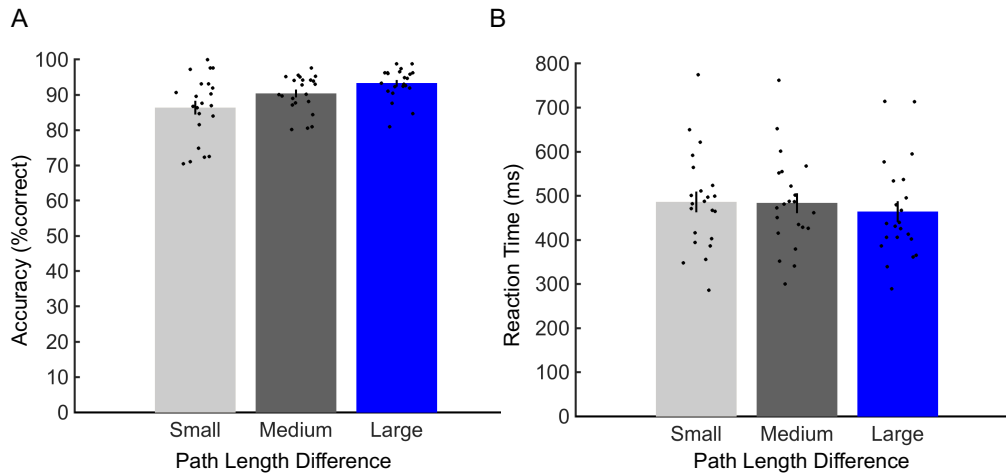 A
Accuracy (%correct)
100
90
80
70
60
50
40
30
20
10
0
Small Medium Large
Path Length Difference
B
Reaction Time (ms)
800
700
600
500
400
300
200
100
0
Small Medium Large
Path Length Difference